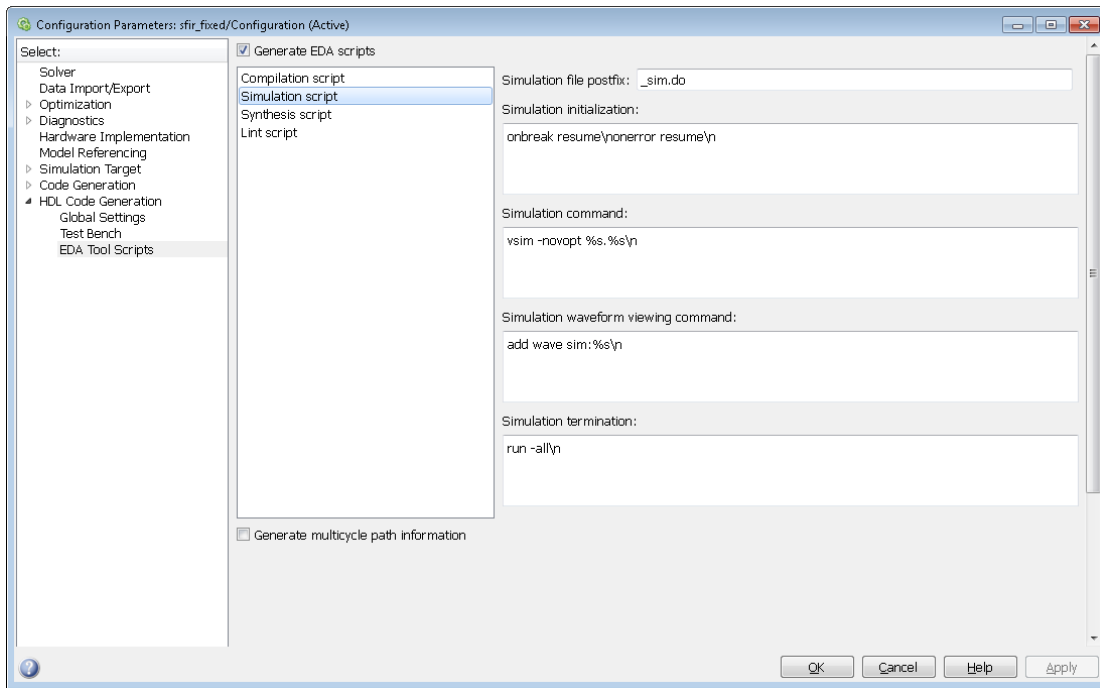 Configuration Parameters: sfir_fixed/Configuration (Active)
Select:
Solver
Data Import/Export
Optimization
Diagnostics
Hardware Implementation
Model Referencing
Simulation Target
Code Generation
HDL Code Generation
Global Settings
Test Bench
EDA Tool Scripts
Generate EDA scripts
Compilation script
Simulation script
Synthesis script
Lint script
Simulation file postfix: _sim.do
Simulation initialization:
onbreak resume\nonerror resume\n
Simulation command:
vsim -novopt %s.%s\n
Simulation waveform viewing command:
add wave sim:%s\n
Simulation termination:
run -all\n
Generate multicycle path information
OK Cancel Help Apply